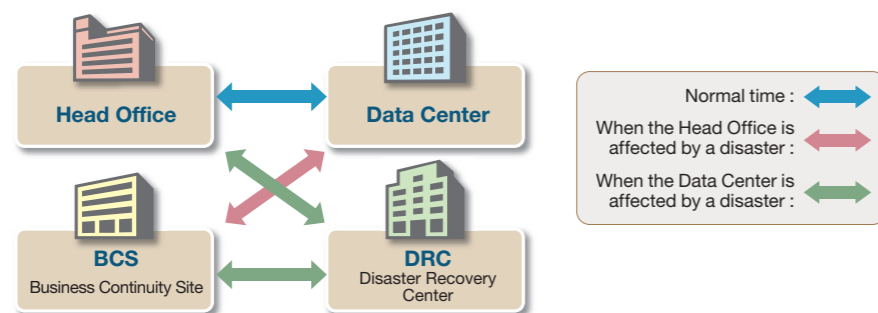 Head Office
Data Center
BCS
Business Continuity Site
DRC
Disaster Recovery
Center
Normal time :
When the Head Office is
affected by a disaster :
When the Data Center is
affected by a disaster :